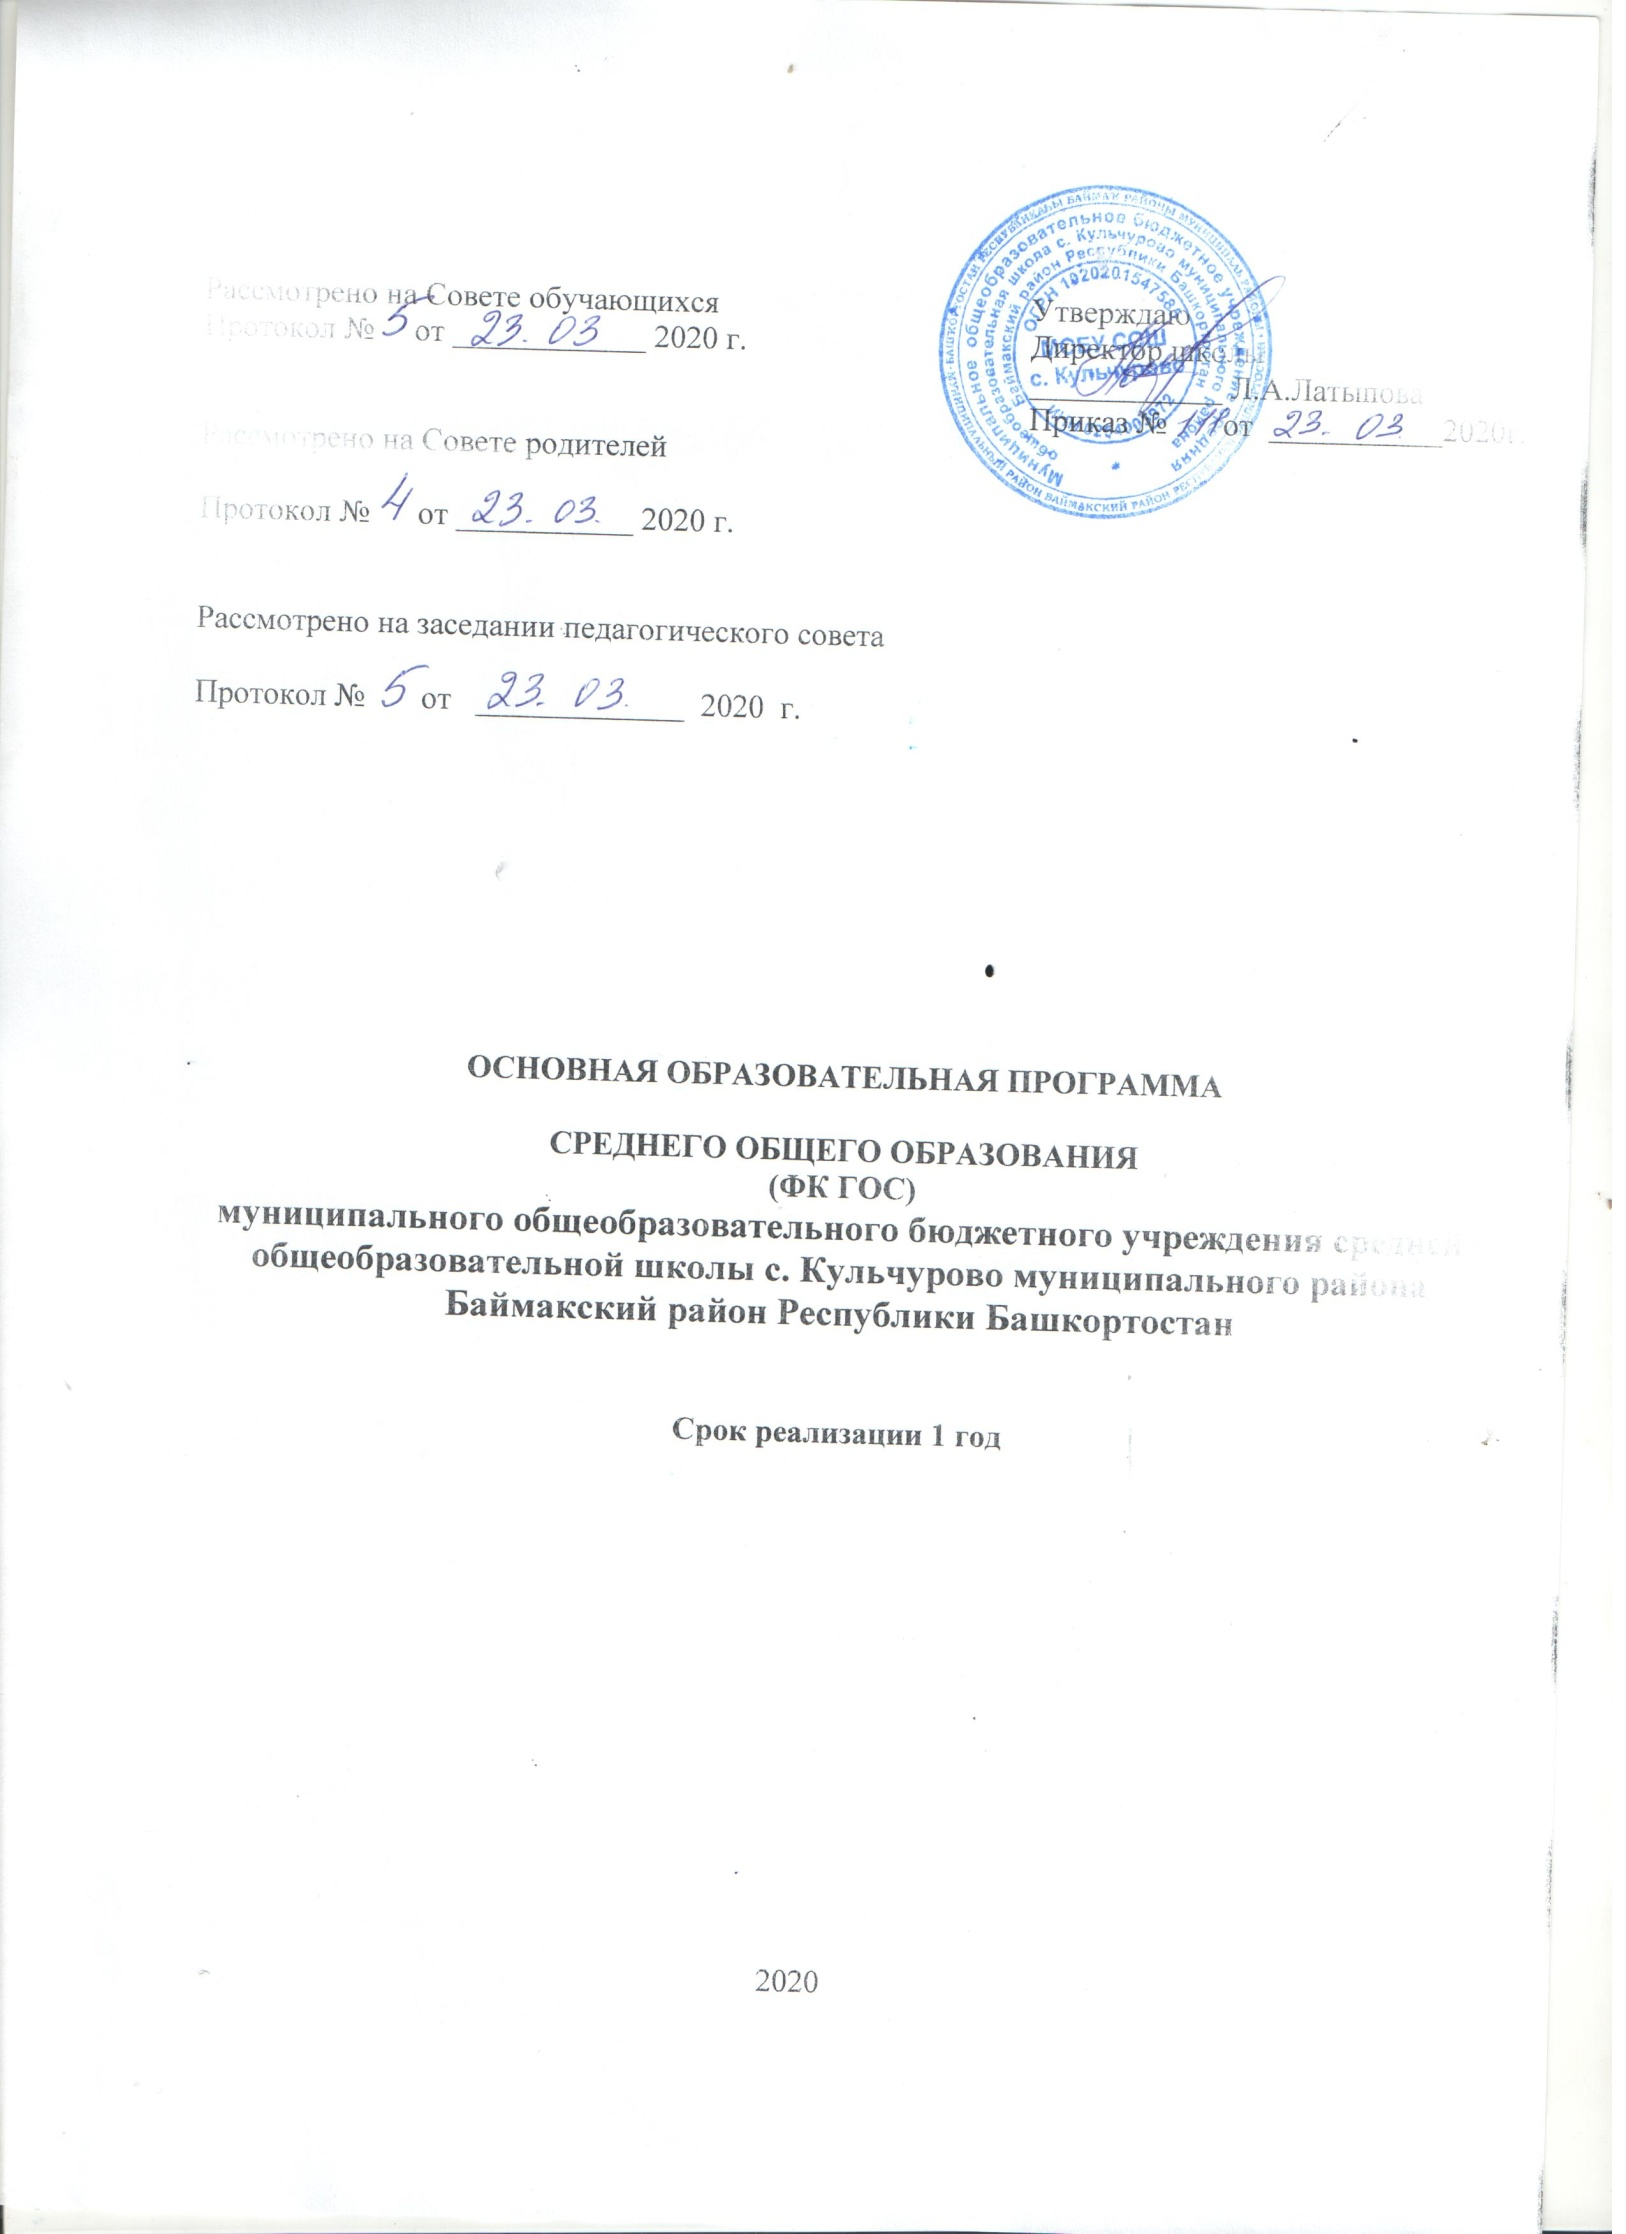 Рассмотрено на Совете обучающихся
Протокол № 5 от 23. 03 2020 г.
Рассмотрено на Совете родителей
Протокол № 4 от 23. 03. 2020 г.
Рассмотрено на заседании педагогического совета
Протокол № 5 от 23. 03. 2020 г.
Утверждаю
Директор школы
Л.А.Латыпова
Приказ № от 23. 03. 2020г.
МОБУ СОШ
с. Кульчурово
ОСНОВНАЯ ОБРАЗОВАТЕЛЬНАЯ ПРОГРАММА
СРЕДНЕГО ОБЩЕГО ОБРАЗОВАНИЯ
(ФК ГОС)
муниципального общеобразовательного бюджетного учреждения средней
общеобразовательной школы с. Кульчурово муниципального района
Баймакский район Республики Башкортостан
Срок реализации 1 год
2020